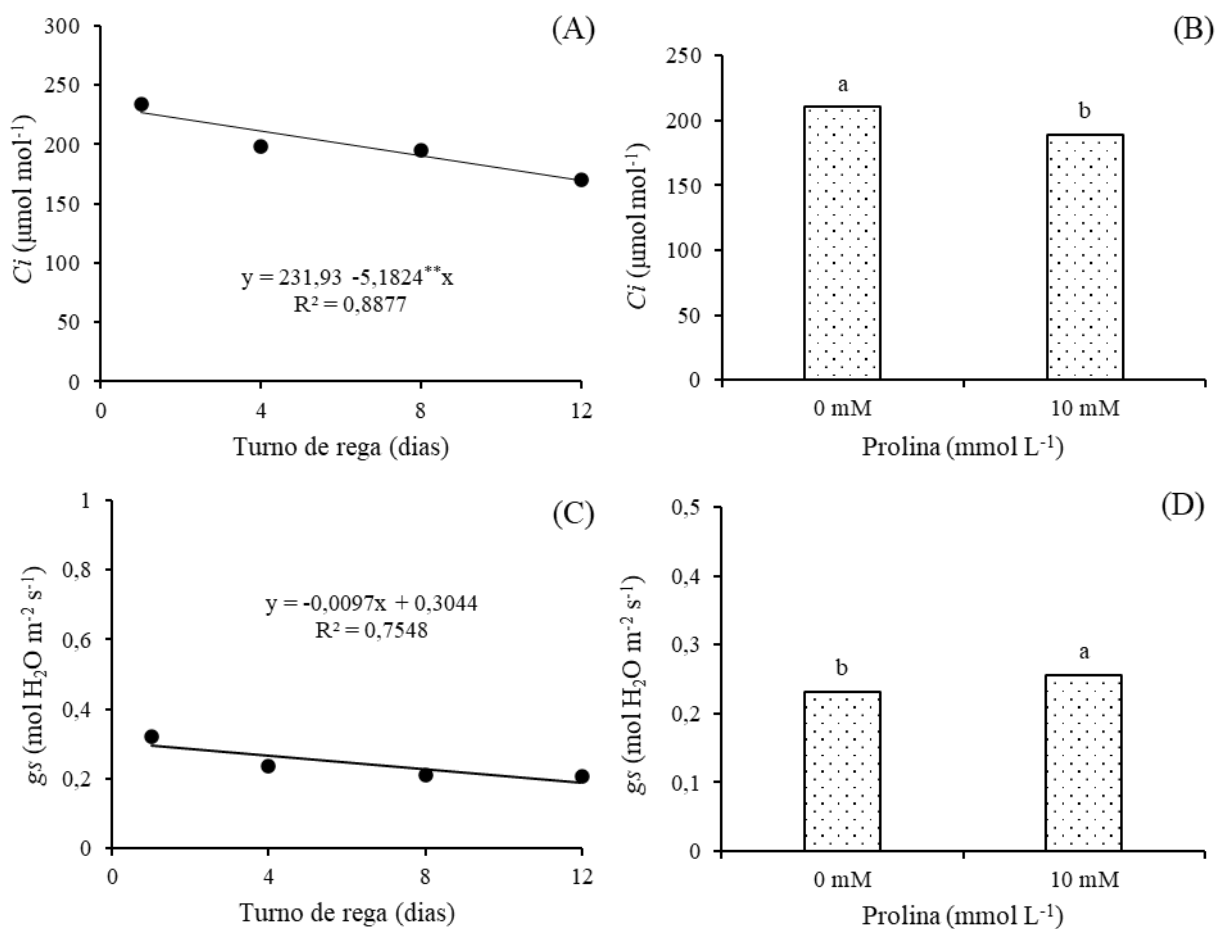 (A)
300
250
200
150
100
50
0
Ci (μmol mol⁻¹)
y = 231,93 -5,1824**x
R² = 0,8877
0 4 8 12
Turno de rega (dias)
(B)
250
200
150
100
50
0
Ci (μmol mol⁻¹)
a
b
0 mM 10 mM
Prolina (mmol L⁻¹)
(C)
1
0,8
0,6
0,4
0,2
0
gs (mol H₂O m⁻² s⁻¹)
y = -0,0097x + 0,3044
R² = 0,7548
0 4 8 12
Turno de rega (dias)
(D)
0,5
0,4
0,3
0,2
0,1
0
gs (mol H₂O m⁻² s⁻¹)
b
a
0 mM 10 mM
Prolina (mmol L⁻¹)